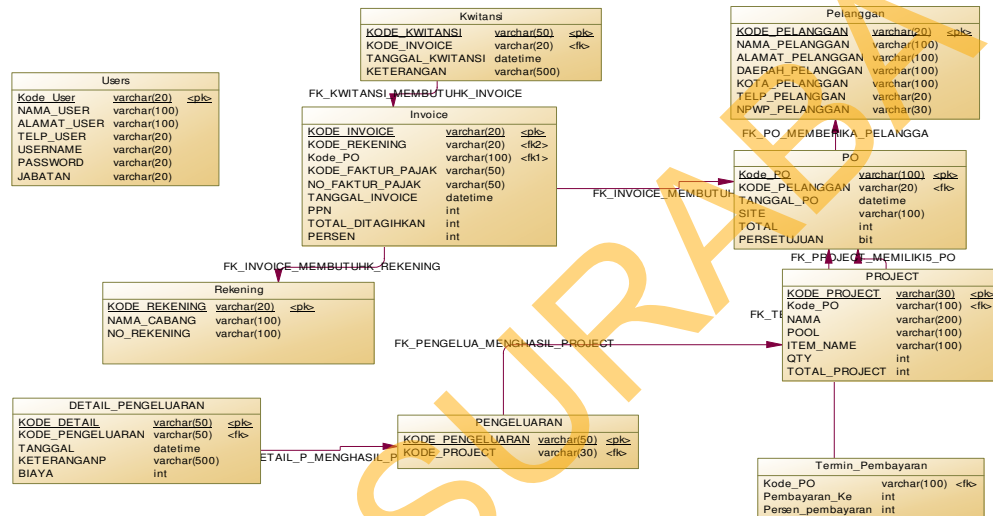 Kwitansi
KODE_KWITANSI varchar(50) <pk>
KODE_INVOICE varchar(20) <fk>
TANGGAL_KWITANSI datetime
KETERANGAN varchar(500)
Pelanggan
KODE_PELANGGAN varchar(20) <pk>
NAMA_PELANGGAN varchar(100)
ALAMAT_PELANGGAN varchar(100)
DAERAH_PELANGGAN varchar(100)
KOTA_PELANGGAN varchar(100)
TELP_PELANGGAN varchar(20)
NPWP_PELANGGAN varchar(30)
Users
Kode_User varchar(20) <pk>
NAMA_USER varchar(100)
ALAMAT_USER varchar(100)
TELP_USER varchar(20)
USERNAME varchar(20)
PASSWORD varchar(20)
JABATAN varchar(20)
FK_KWITANSI_MEMBUTUHK_INVOICE
Invoice
KODE_INVOICE varchar(20) <pk>
KODE_REKENING varchar(20) <fk2>
Kode_PO varchar(100) <fk1>
KODE_FAKTUR_PAJAK varchar(50)
NO_FAKTUR_PAJAK varchar(50)
TANGGAL_INVOICE datetime
PPN int
TOTAL_DITAGIHKAN int
PERSEN int
FK_PO_MEMBERIKA_PELANGGA
PO
Kode_PO varchar(100) <pk>
KODE_PELANGGAN varchar(20) <fk>
TANGGAL_PO datetime
SITE varchar(100)
TOTAL int
PERSETUJUAN bit
FK_INVOICE_MEMBUTUH
FK_INVOICE_MEMBUTUHK_REKENING
FK_PROJECT_MEMILIKI5_PO
Rekening
KODE_REKENING varchar(20) <pk>
NAMA_CABANG varchar(100)
NO_REKENING varchar(100)
PROJECT
KODE_PROJECT varchar(30) <pk>
Kode_PO varchar(100) <fk>
NAMA varchar(200)
POOL varchar(100)
ITEM_NAME varchar(100)
QTY int
TOTAL_PROJECT int
FK_TE
FK_PENGELUA_MENGHASIL_PROJECT
DETAIL_PENGELUARAN
KODE_DETAIL varchar(50) <pk>
KODE_PENGELUARAN varchar(50) <fk>
TANGGAL datetime
KETERANGANP varchar(500)
BIAYA int
ETAIL_P_MENGHASIL_P
PENGELUARAN
KODE_PENGELUARAN varchar(50) <pk>
KODE_PROJECT varchar(30) <fk>
Termin_Pembayaran
Kode_PO varchar(100) <fk>
Pembayaran_Ke int
Persen_pembayaran int
SURABA